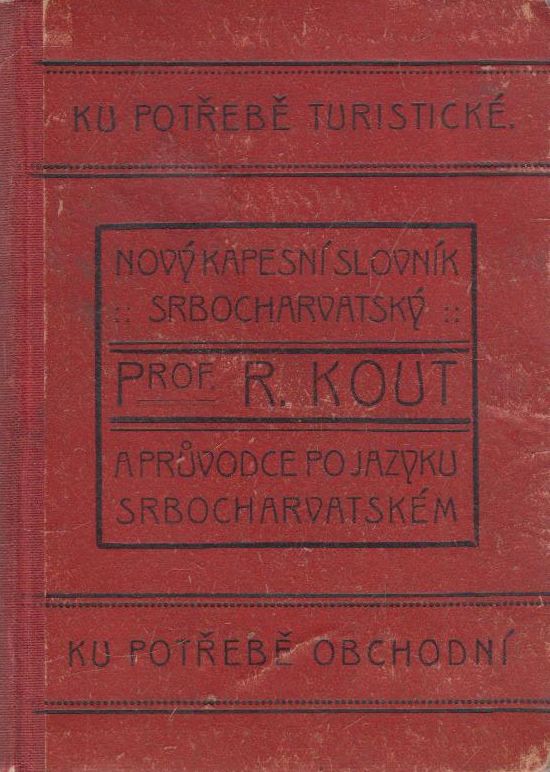 KU POTŘEBĚ TURISTICKÉ.
NOVÝ KAPESNÍ SLOVNÍK
:: SRBOCHARVATSKÝ ::
PROF. R. KOUT
A PRŮVODCE PO JAZYKU
SRBOCHARVATSKÉM
KU POTŘEBĚ OBCHODNÍ